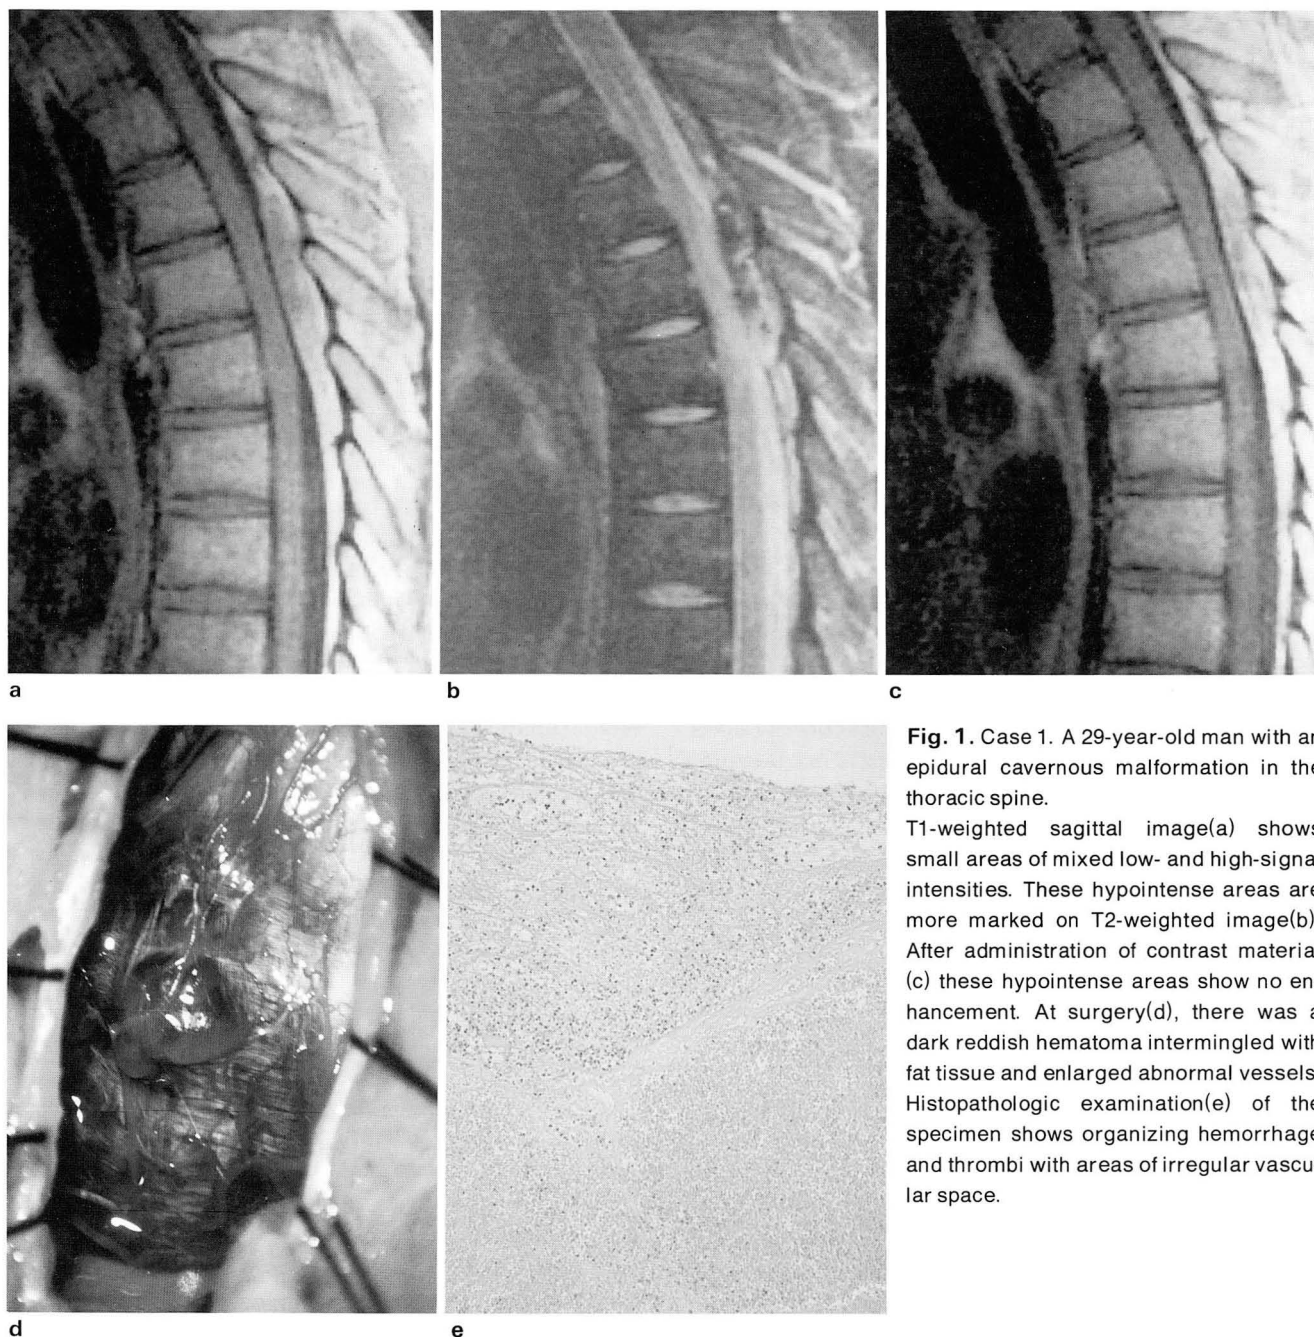 a
b
c
d
e
Fig. 1. Case 1. A 29-year-old man with an
epidural cavernous malformation in the
thoracic spine.
T1-weighted sagittal image(a) shows
small areas of mixed low- and high-signal
intensities. These hypointense areas are
more marked on T2-weighted image(b)
After administration of contrast material
(c) these hypointense areas show no en
hancement. At surgery(d), there was a
dark reddish hematoma intermingled with
fat tissue and enlarged abnormal vessels
Histopathologic examination(e) of the
specimen shows organizing hemorrhage
and thrombi with areas of irregular vascu
lar space.